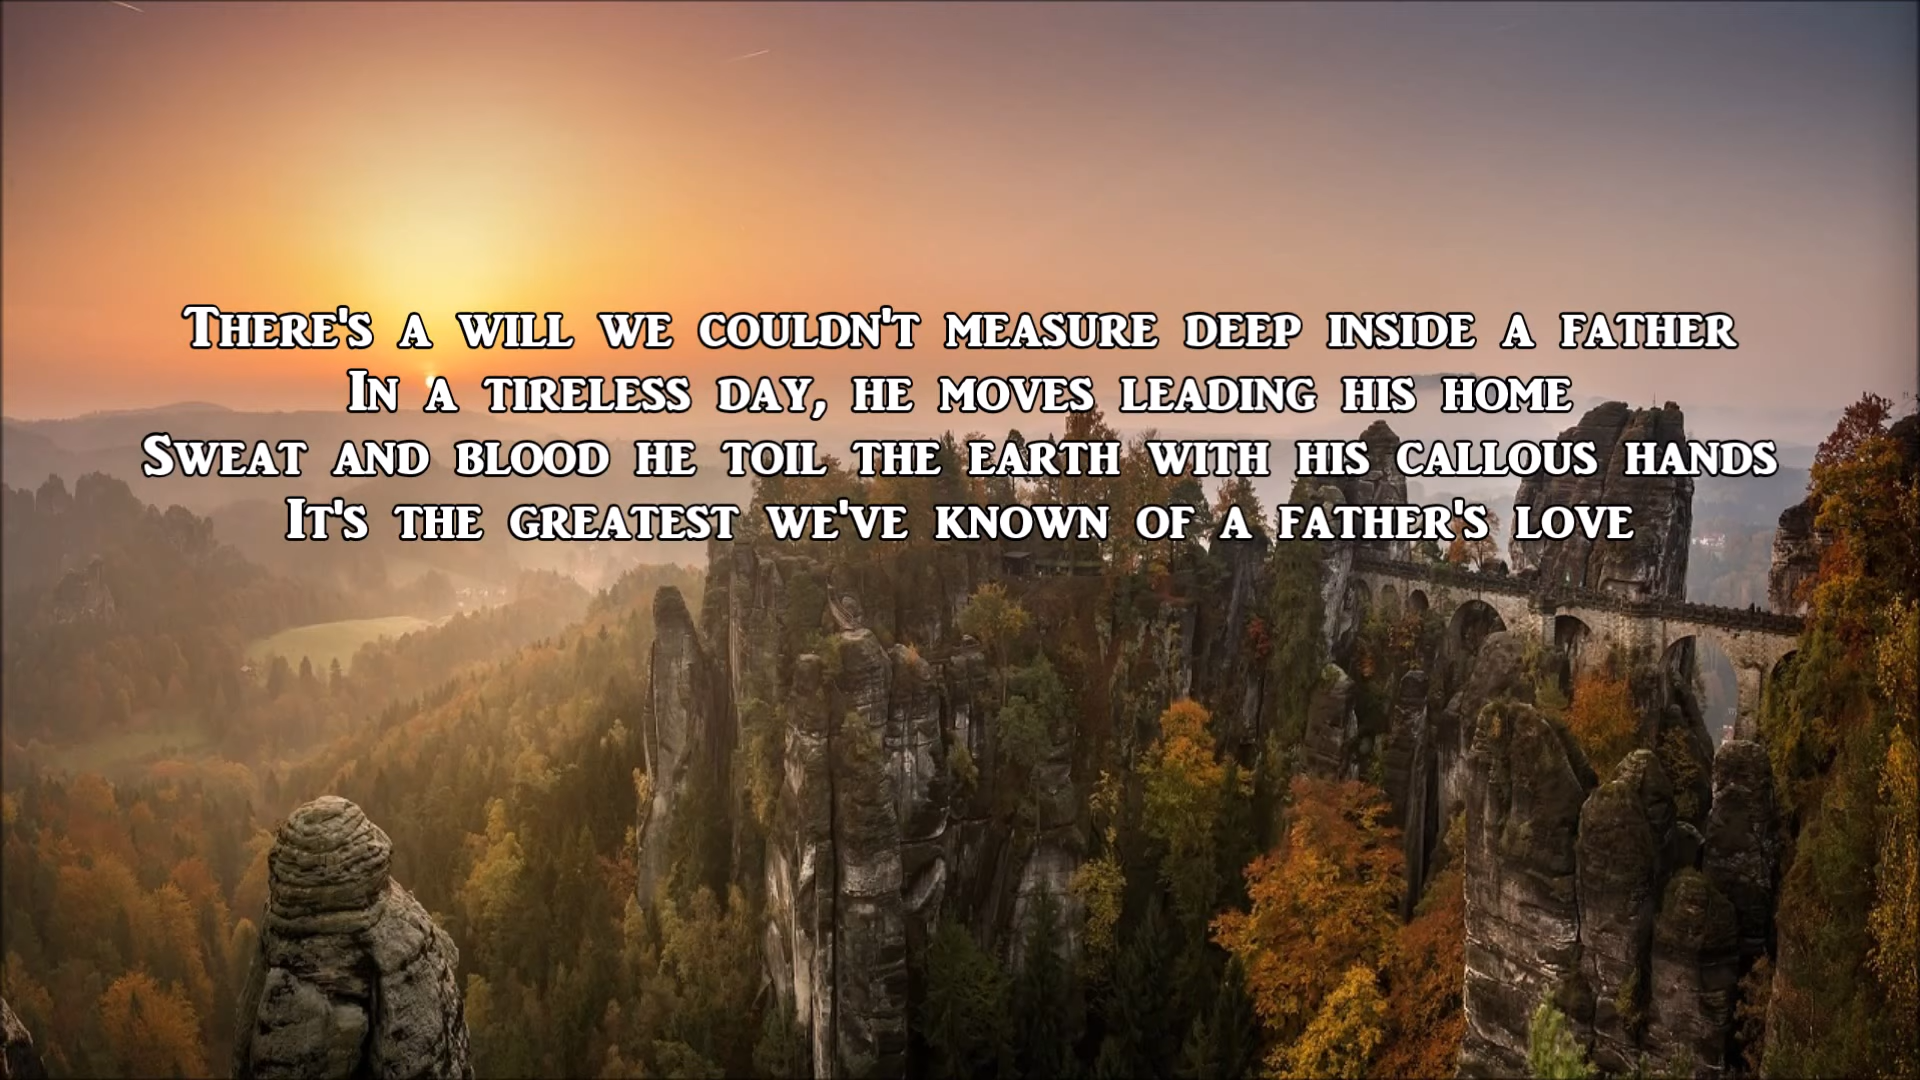 There's a will we couldn't measure deep inside a father
In a tireless day, he moves leading his home
Sweat and blood he toil the earth with his callous hands
It's the greatest we've known of a father's love